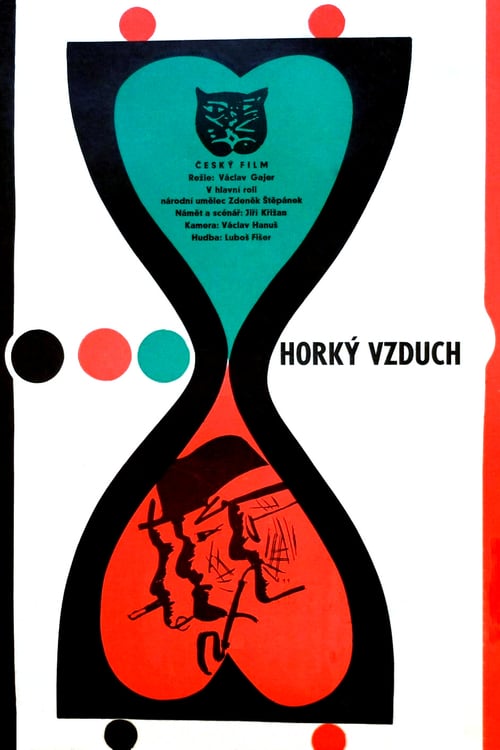 ČESKÝ FILM
Režie: Václav Gajer
V hlavní roli
národní umělec Zdeněk Štěpánek
Námět a scénář: Jiří Křižan
Kamera: Václav Hanuš
Hudba: Luboš Fišer
HORKÝ VZDUCH